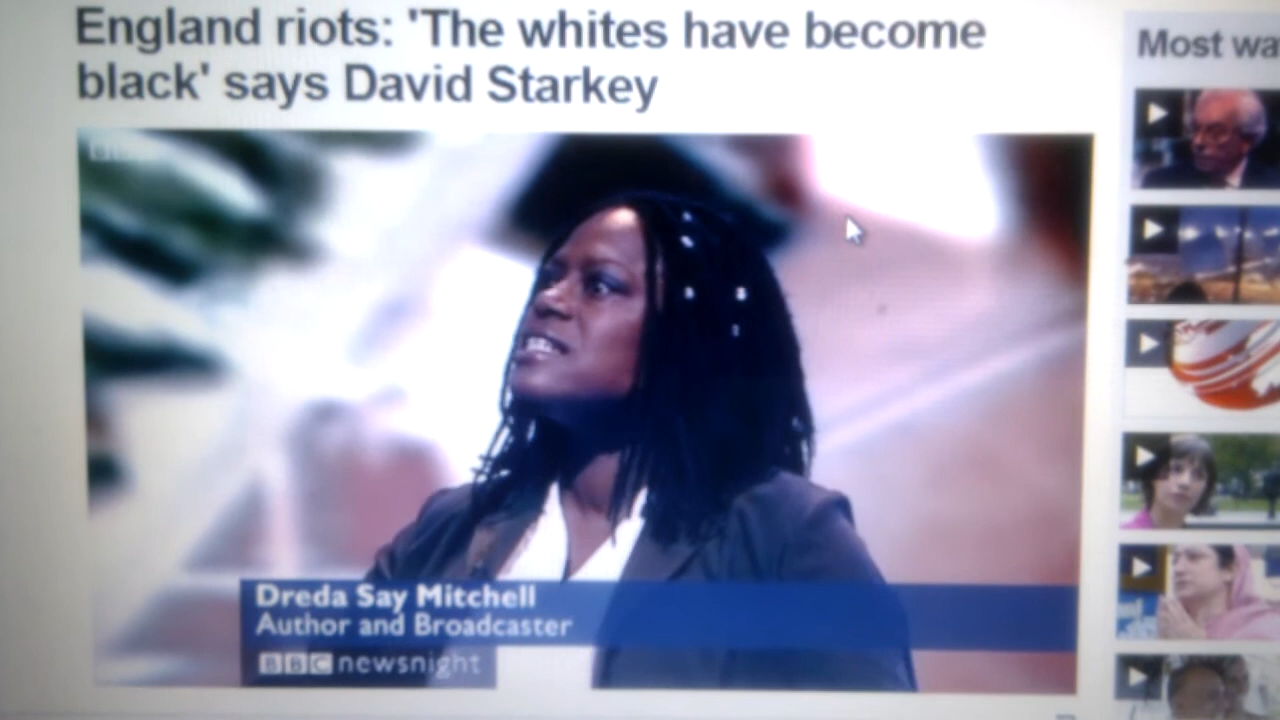 England riots: 'The whites have become
black' says David Starkey
Most wa
Dreda Say Mitchell
Author and Broadcaster
BBC newsnight